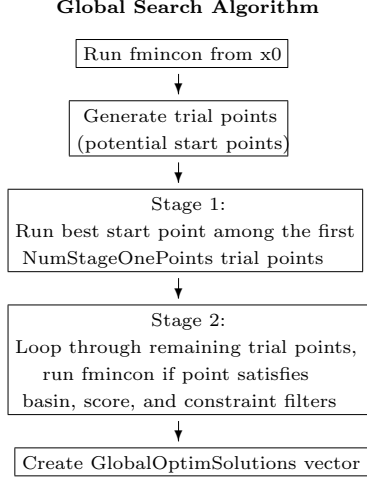 Global Search Algorithm
Run fmincon from x0
Generate trial points
(potential start points)
Stage 1:
Run best start point among the first
NumStageOnePoints trial points
Stage 2:
Loop through remaining trial points,
run fmincon if point satisfies
basin, score, and constraint filters
Create GlobalOptimSolutions vector